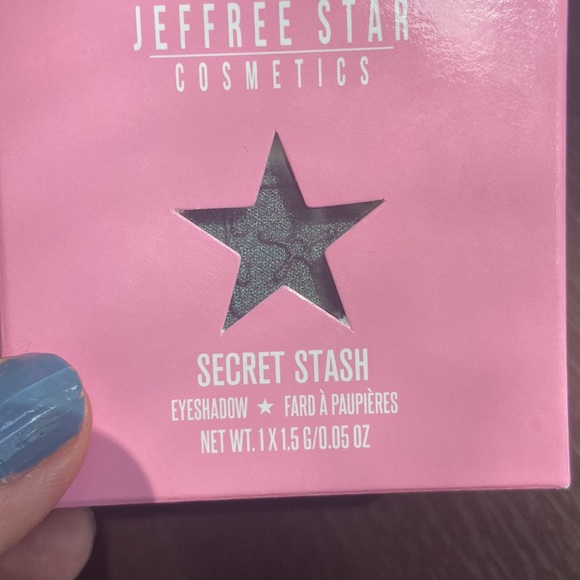 JEFFREE STAR
COSMETICS
SECRET STASH
EYESHADOW ★ FARD À PAUPIÈRES
NET WT. 1 X 1.5 G/0.05 OZ